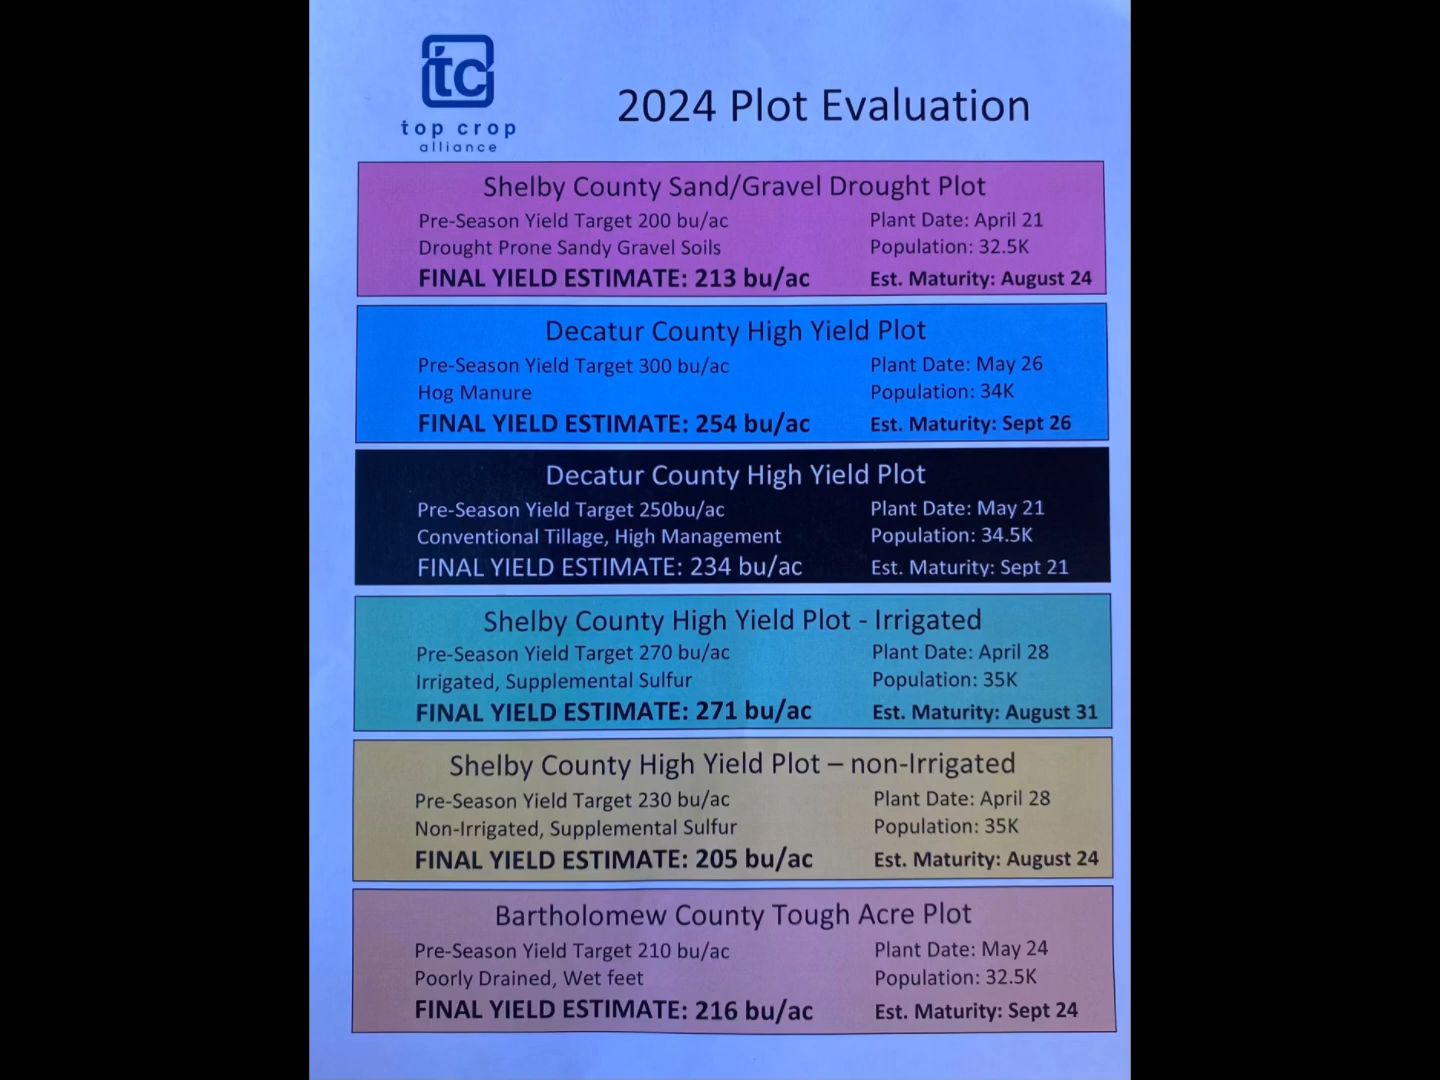 tc
top crop
alliance
2024 Plot Evaluation
Shelby County Sand/Gravel Drought Plot
Pre-Season Yield Target 200 bu/ac
Plant Date: April 21
Drought Prone Sandy Gravel Soils
Population: 32.5K
FINAL YIELD ESTIMATE: 213 bu/ac
Est. Maturity: August 24
Decatur County High Yield Plot
Pre-Season Yield Target 300 bu/ac
Plant Date: May 26
Hog Manure
Population: 34K
FINAL YIELD ESTIMATE: 254 bu/ac
Est. Maturity: Sept 26
Decatur County High Yield Plot
Pre-Season Yield Target 250bu/ac
Plant Date: May 21
Conventional Tillage, High Management
Population: 34.5K
FINAL YIELD ESTIMATE: 234 bu/ac
Est. Maturity: Sept 21
Shelby County High Yield Plot - Irrigated
Pre-Season Yield Target 270 bu/ac
Plant Date: April 28
Irrigated, Supplemental Sulfur
Population: 35K
FINAL YIELD ESTIMATE: 271 bu/ac
Est. Maturity: August 31
Shelby County High Yield Plot – non-Irrigated
Pre-Season Yield Target 230 bu/ac
Plant Date: April 28
Non-Irrigated, Supplemental Sulfur
Population: 35K
FINAL YIELD ESTIMATE: 205 bu/ac
Est. Maturity: August 24
Bartholomew County Tough Acre Plot
Pre-Season Yield Target 210 bu/ac
Plant Date: May 24
Poorly Drained, Wet feet
Population: 32.5K
FINAL YIELD ESTIMATE: 216 bu/ac
Est. Maturity: Sept 24